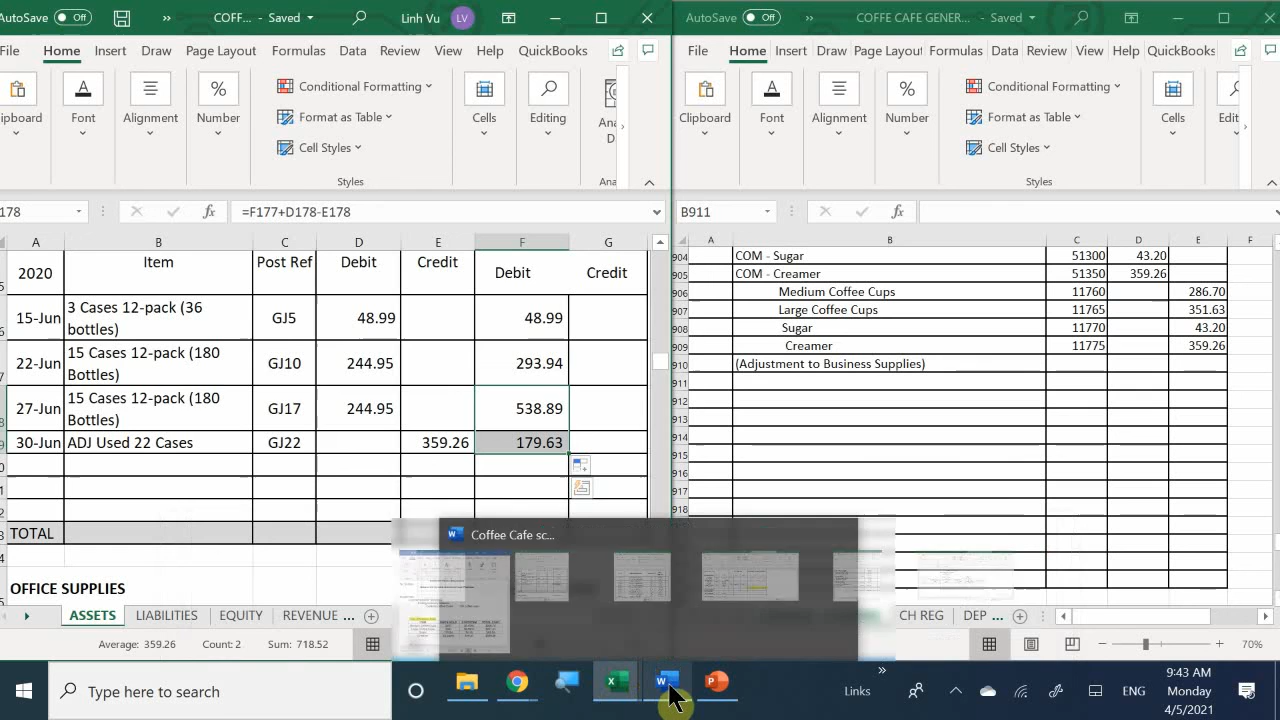 AutoSave Off COFF... - Saved Linh Vu LV
File Home Insert Draw Page Layout Formulas Data Review View Help QuickBooks
Clipboard Font Alignment Number
Conditional Formatting
Format as Table
Cell Styles
Styles
Cells Editing
178 =F177+D178-E178
A B C D E F G
2020 Item Post Ref Debit Credit Debit Credit
15-Jun 3 Cases 12-pack (36 bottles) GJ5 48.99 48.99
22-Jun 15 Cases 12-pack (180 Bottles) GJ10 244.95 293.94
27-Jun 15 Cases 12-pack (180 Bottles) GJ17 244.95 538.89
30-Jun ADJ Used 22 Cases GJ22 359.26 179.63
TOTAL
OFFICE SUPPLIES
ASSETS LIABILITIES EQUITY REVENUE ...
Average: 359.26 Count: 2 Sum: 718.52
AutoSave Off COFFE CAFE GENER... - Saved
File Home Insert Draw Page Layout Formulas Data Review View Help QuickBooks
Clipboard Font Alignment Number
Conditional Formatting
Format as Table
Cell Styles
Styles
Cells Edit
B911
A B C D E F
904 COM - Sugar 51300 43.20
905 COM - Creamer 51350 359.26
906 Medium Coffee Cups 11760 286.70
907 Large Coffee Cups 11765 351.63
908 Sugar 11770 43.20
909 Creamer 11775 359.26
910 (Adjustment to Business Supplies)
911
912
913
914
915
916
917
918
CH REG DEP ...
70%
Coffee Cafe sc...
Type here to search
Links
ENG
9:43 AM
Monday
4/5/2021